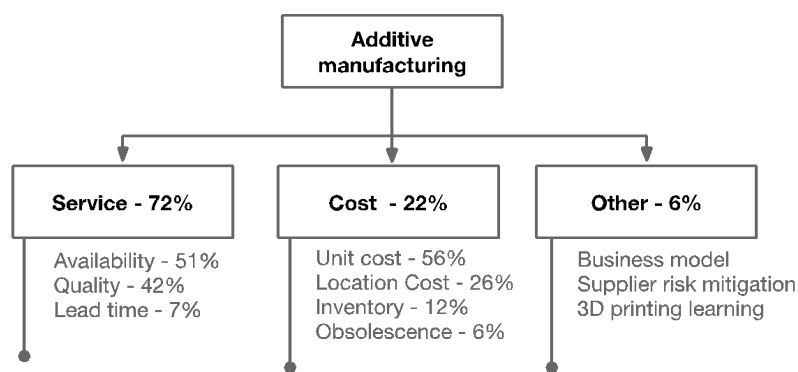 Additive
manufacturing
Service - 72%
Availability - 51%
Quality - 42%
Lead time - 7%
Cost - 22%
Unit cost - 56%
Location Cost - 26%
Inventory - 12%
Obsolescence - 6%
Other - 6%
Business model
Supplier risk mitigation
3D printing learning